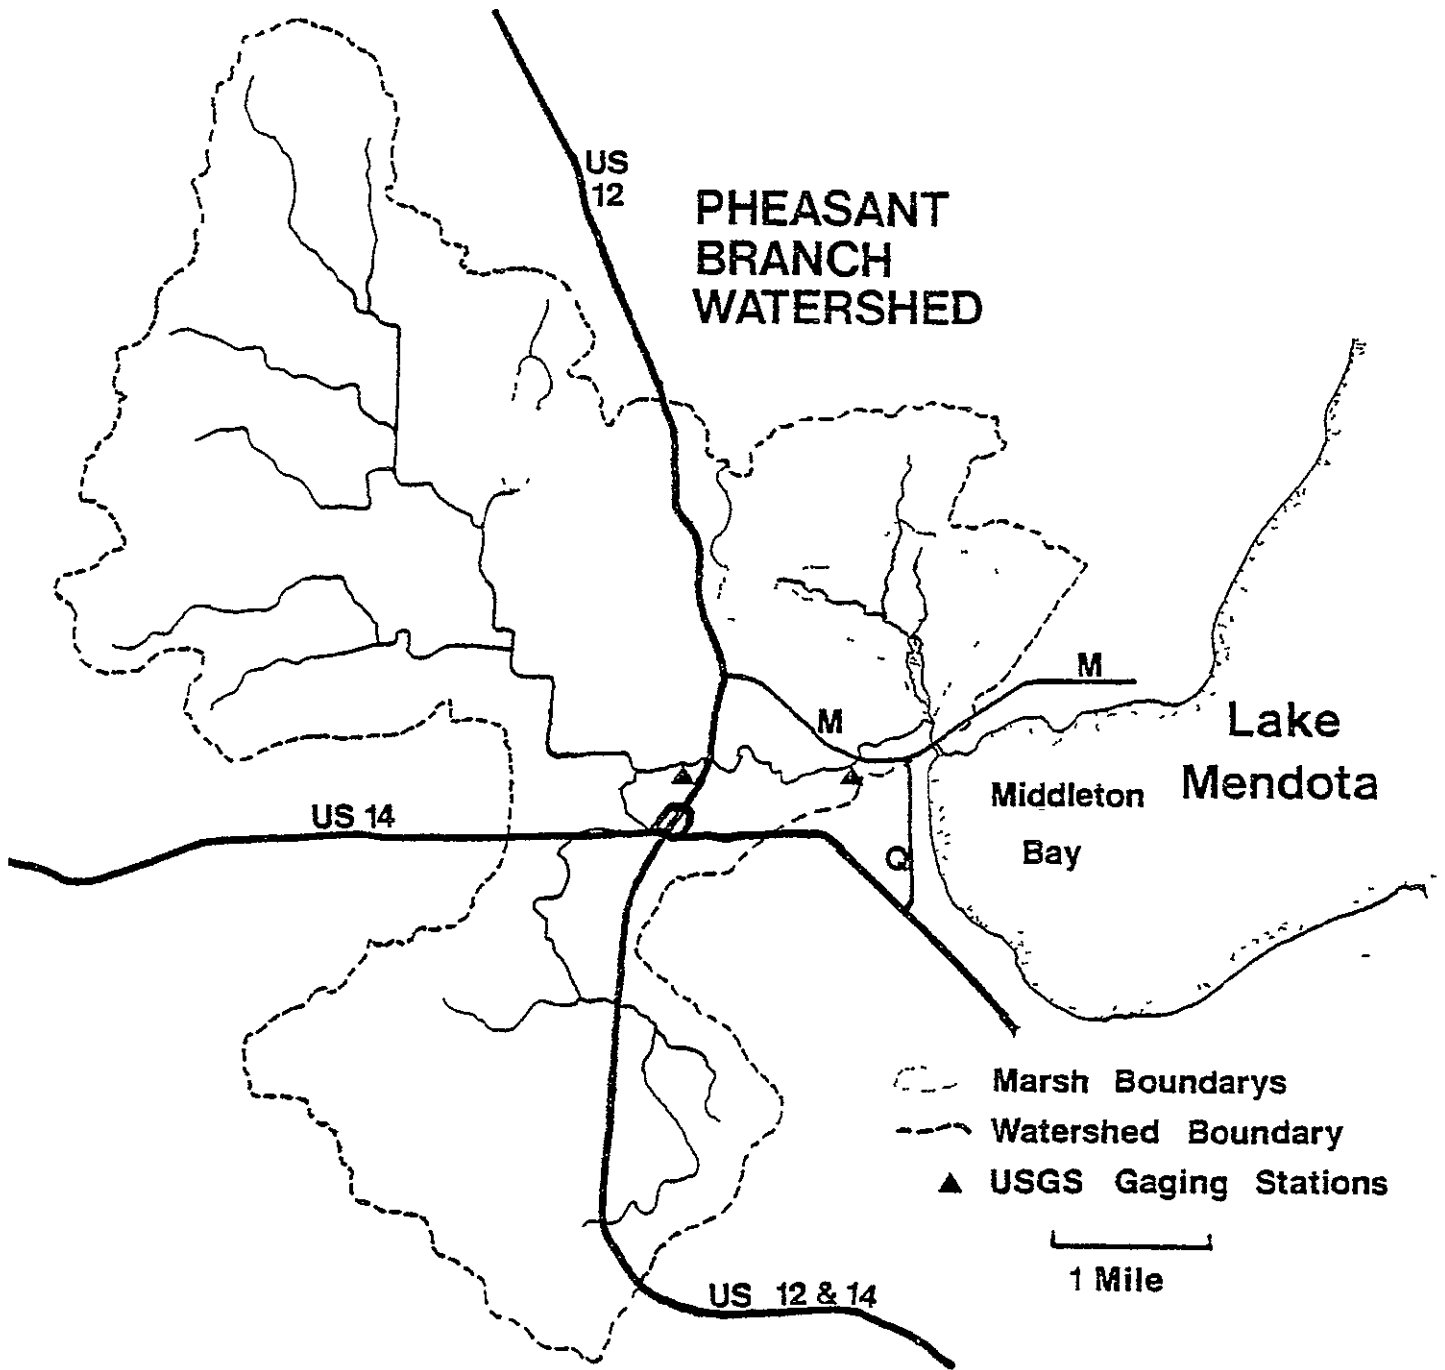 US
12
PHEASANT
BRANCH
WATERSHED
M
M
Lake
Mendota
Middleton
Bay
US 14
Q
Marsh Boundarys
Watershed Boundary
USGS Gaging Stations
1 Mile
US 12 & 14